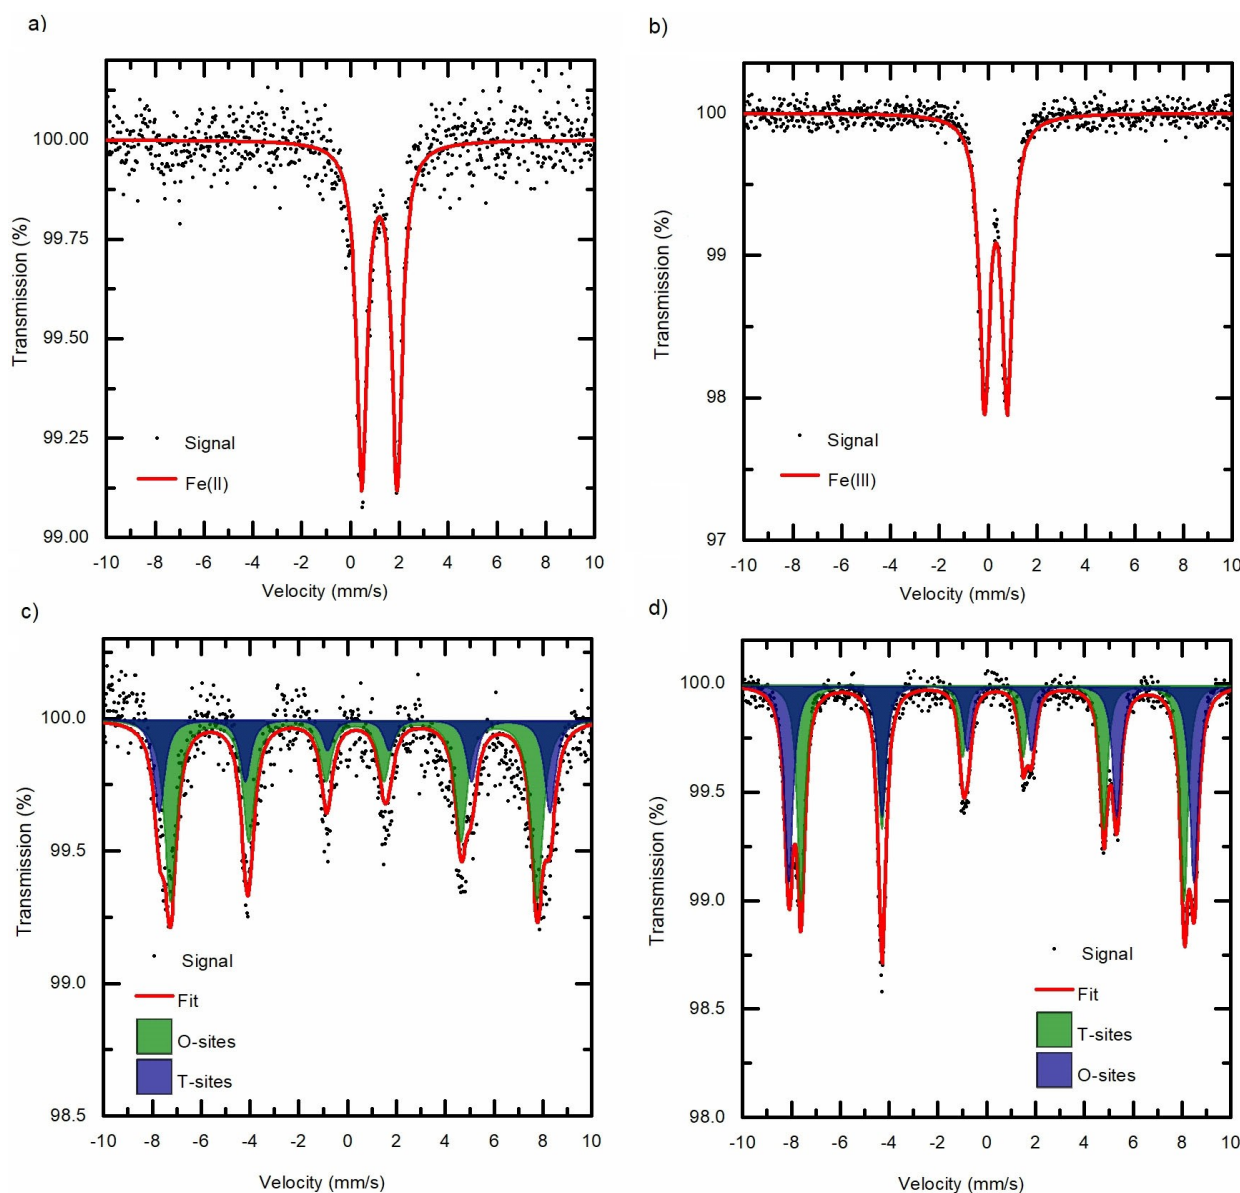 a)
100.00
99.75
99.50
99.25
99.00
Transmission (%)
Signal
Fe(II)
-10 -8 -6 -4 -2 0 2 4 6 8 10
Velocity (mm/s)
b)
100
99
98
97
Transmission (%)
Signal
Fe(III)
-10 -8 -6 -4 -2 0 2 4 6 8 10
Velocity (mm/s)
c)
100.0
99.5
99.0
98.5
Transmission (%)
Signal
Fit
O-sites
T-sites
-10 -8 -6 -4 -2 0 2 4 6 8 10
Velocity (mm/s)
d)
100.0
99.5
99.0
98.5
98.0
Transmission (%)
Signal
Fit
T-sites
O-sites
-10 -8 -6 -4 -2 0 2 4 6 8 10
Velocity (mm/s)